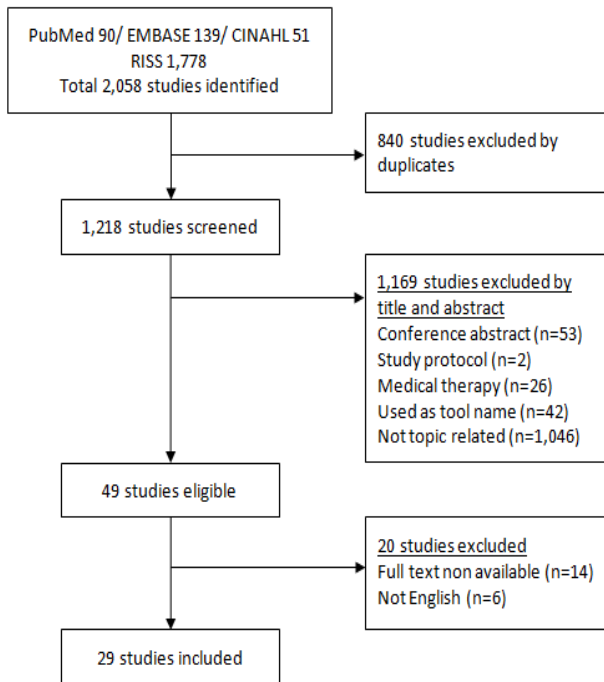 PubMed 90/ EMBASE 139/ CINAHL 51
RISS 1,778
Total 2,058 studies identified
840 studies excluded by
duplicates
1,218 studies screened
1,169 studies excluded by
title and abstract
Conference abstract (n=53)
Study protocol (n=2)
Medical therapy (n=26)
Used as tool name (n=42)
Not topic related (n=1,046)
49 studies eligible
20 studies excluded
Full text non available (n=14)
Not English (n=6)
29 studies included